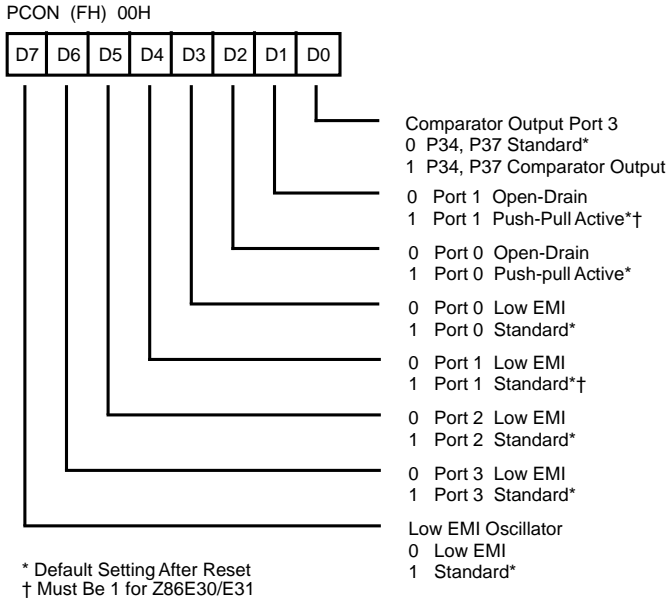 PCON (FH) 00H
D7 D6 D5 D4 D3 D2 D1 D0
Comparator Output Port 3
0 P34, P37 Standard*
1 P34, P37 Comparator Output
0 Port 1 Open-Drain
1 Port 1 Push-Pull Active*†
0 Port 0 Open-Drain
1 Port 0 Push-pull Active*
0 Port 0 Low EMI
1 Port 0 Standard*
0 Port 1 Low EMI
1 Port 1 Standard*†
0 Port 2 Low EMI
1 Port 2 Standard*
0 Port 3 Low EMI
1 Port 3 Standard*
Low EMI Oscillator
0 Low EMI
1 Standard*
* Default Setting After Reset
† Must Be 1 for Z86E30/E31